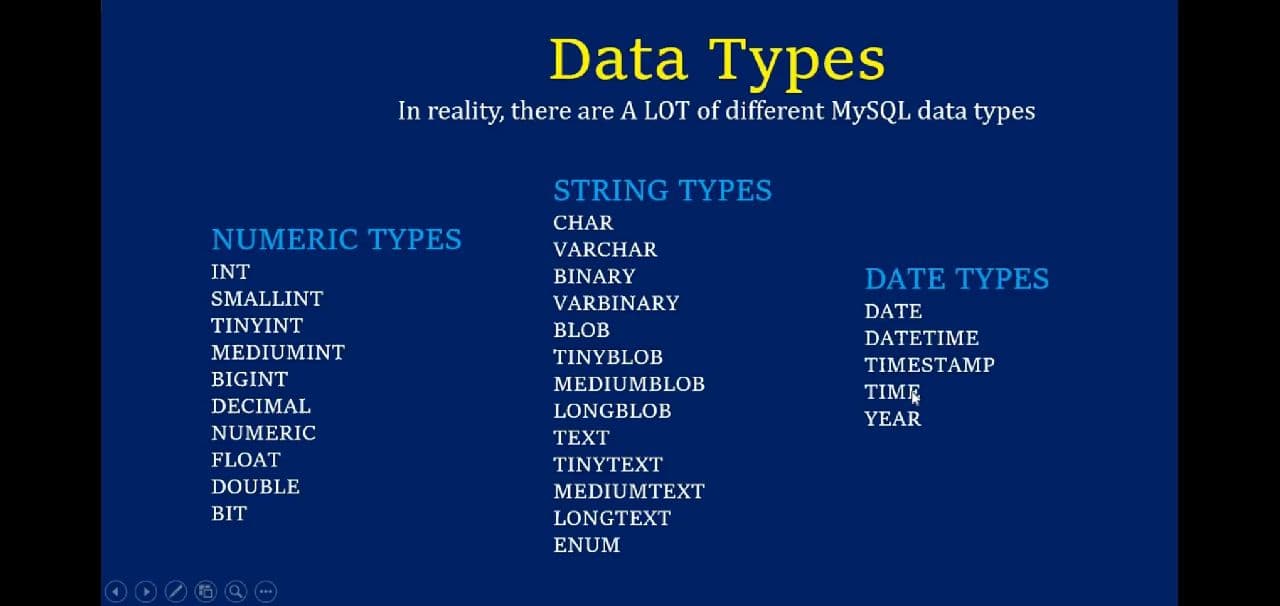 Data Types
In reality, there are A LOT of different MySQL data types
NUMERIC TYPES
INT
SMALLINT
TINYINT
MEDIUMINT
BIGINT
DECIMAL
NUMERIC
FLOAT
DOUBLE
BIT
STRING TYPES
CHAR
VARCHAR
BINARY
VARBINARY
BLOB
TINYBLOB
MEDIUMBLOB
LONGBLOB
TEXT
TINYTEXT
MEDIUMTEXT
LONGTEXT
ENUM
DATE TYPES
DATE
DATETIME
TIMESTAMP
TIME
YEAR